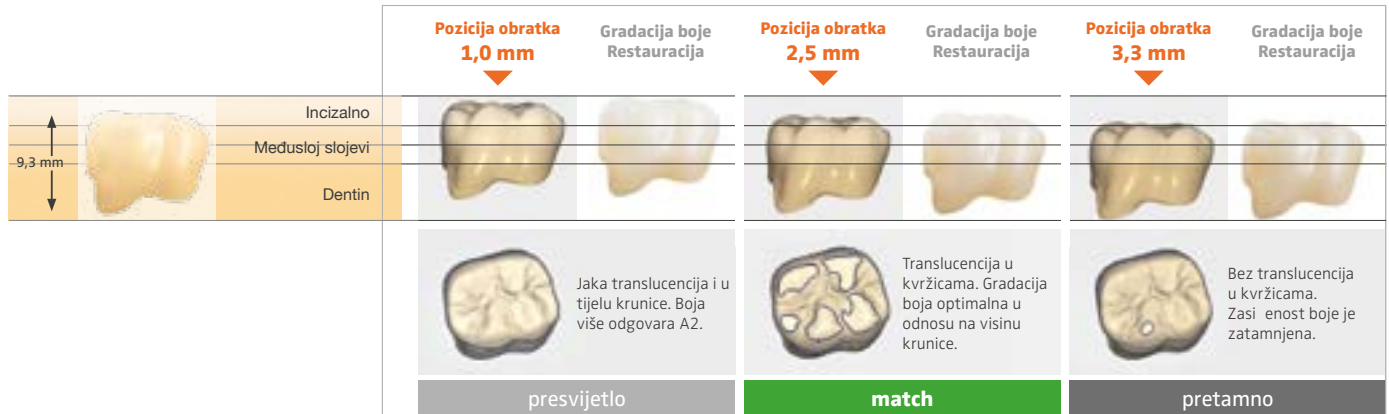 Pozicija obratka
1,0 mm
Gradacija boje
Restauracija
Pozicija obratka
2,5 mm
Gradacija boje
Restauracija
Pozicija obratka
3,3 mm
Gradacija boje
Restauracija
Incizalno
Međusloj slojevi
9,3 mm
Dentin
Jaka translucencija i u
tijelu krunice. Boja
više odgovara A2.
Translucencija u
kvržicama. Gradacija
boja optimalna u
odnosu na visinu
krunice.
Bez translucencija
u kvržicama.
Zasi enost boje je
zatamnjena.
presvijetlo
match
pretamno